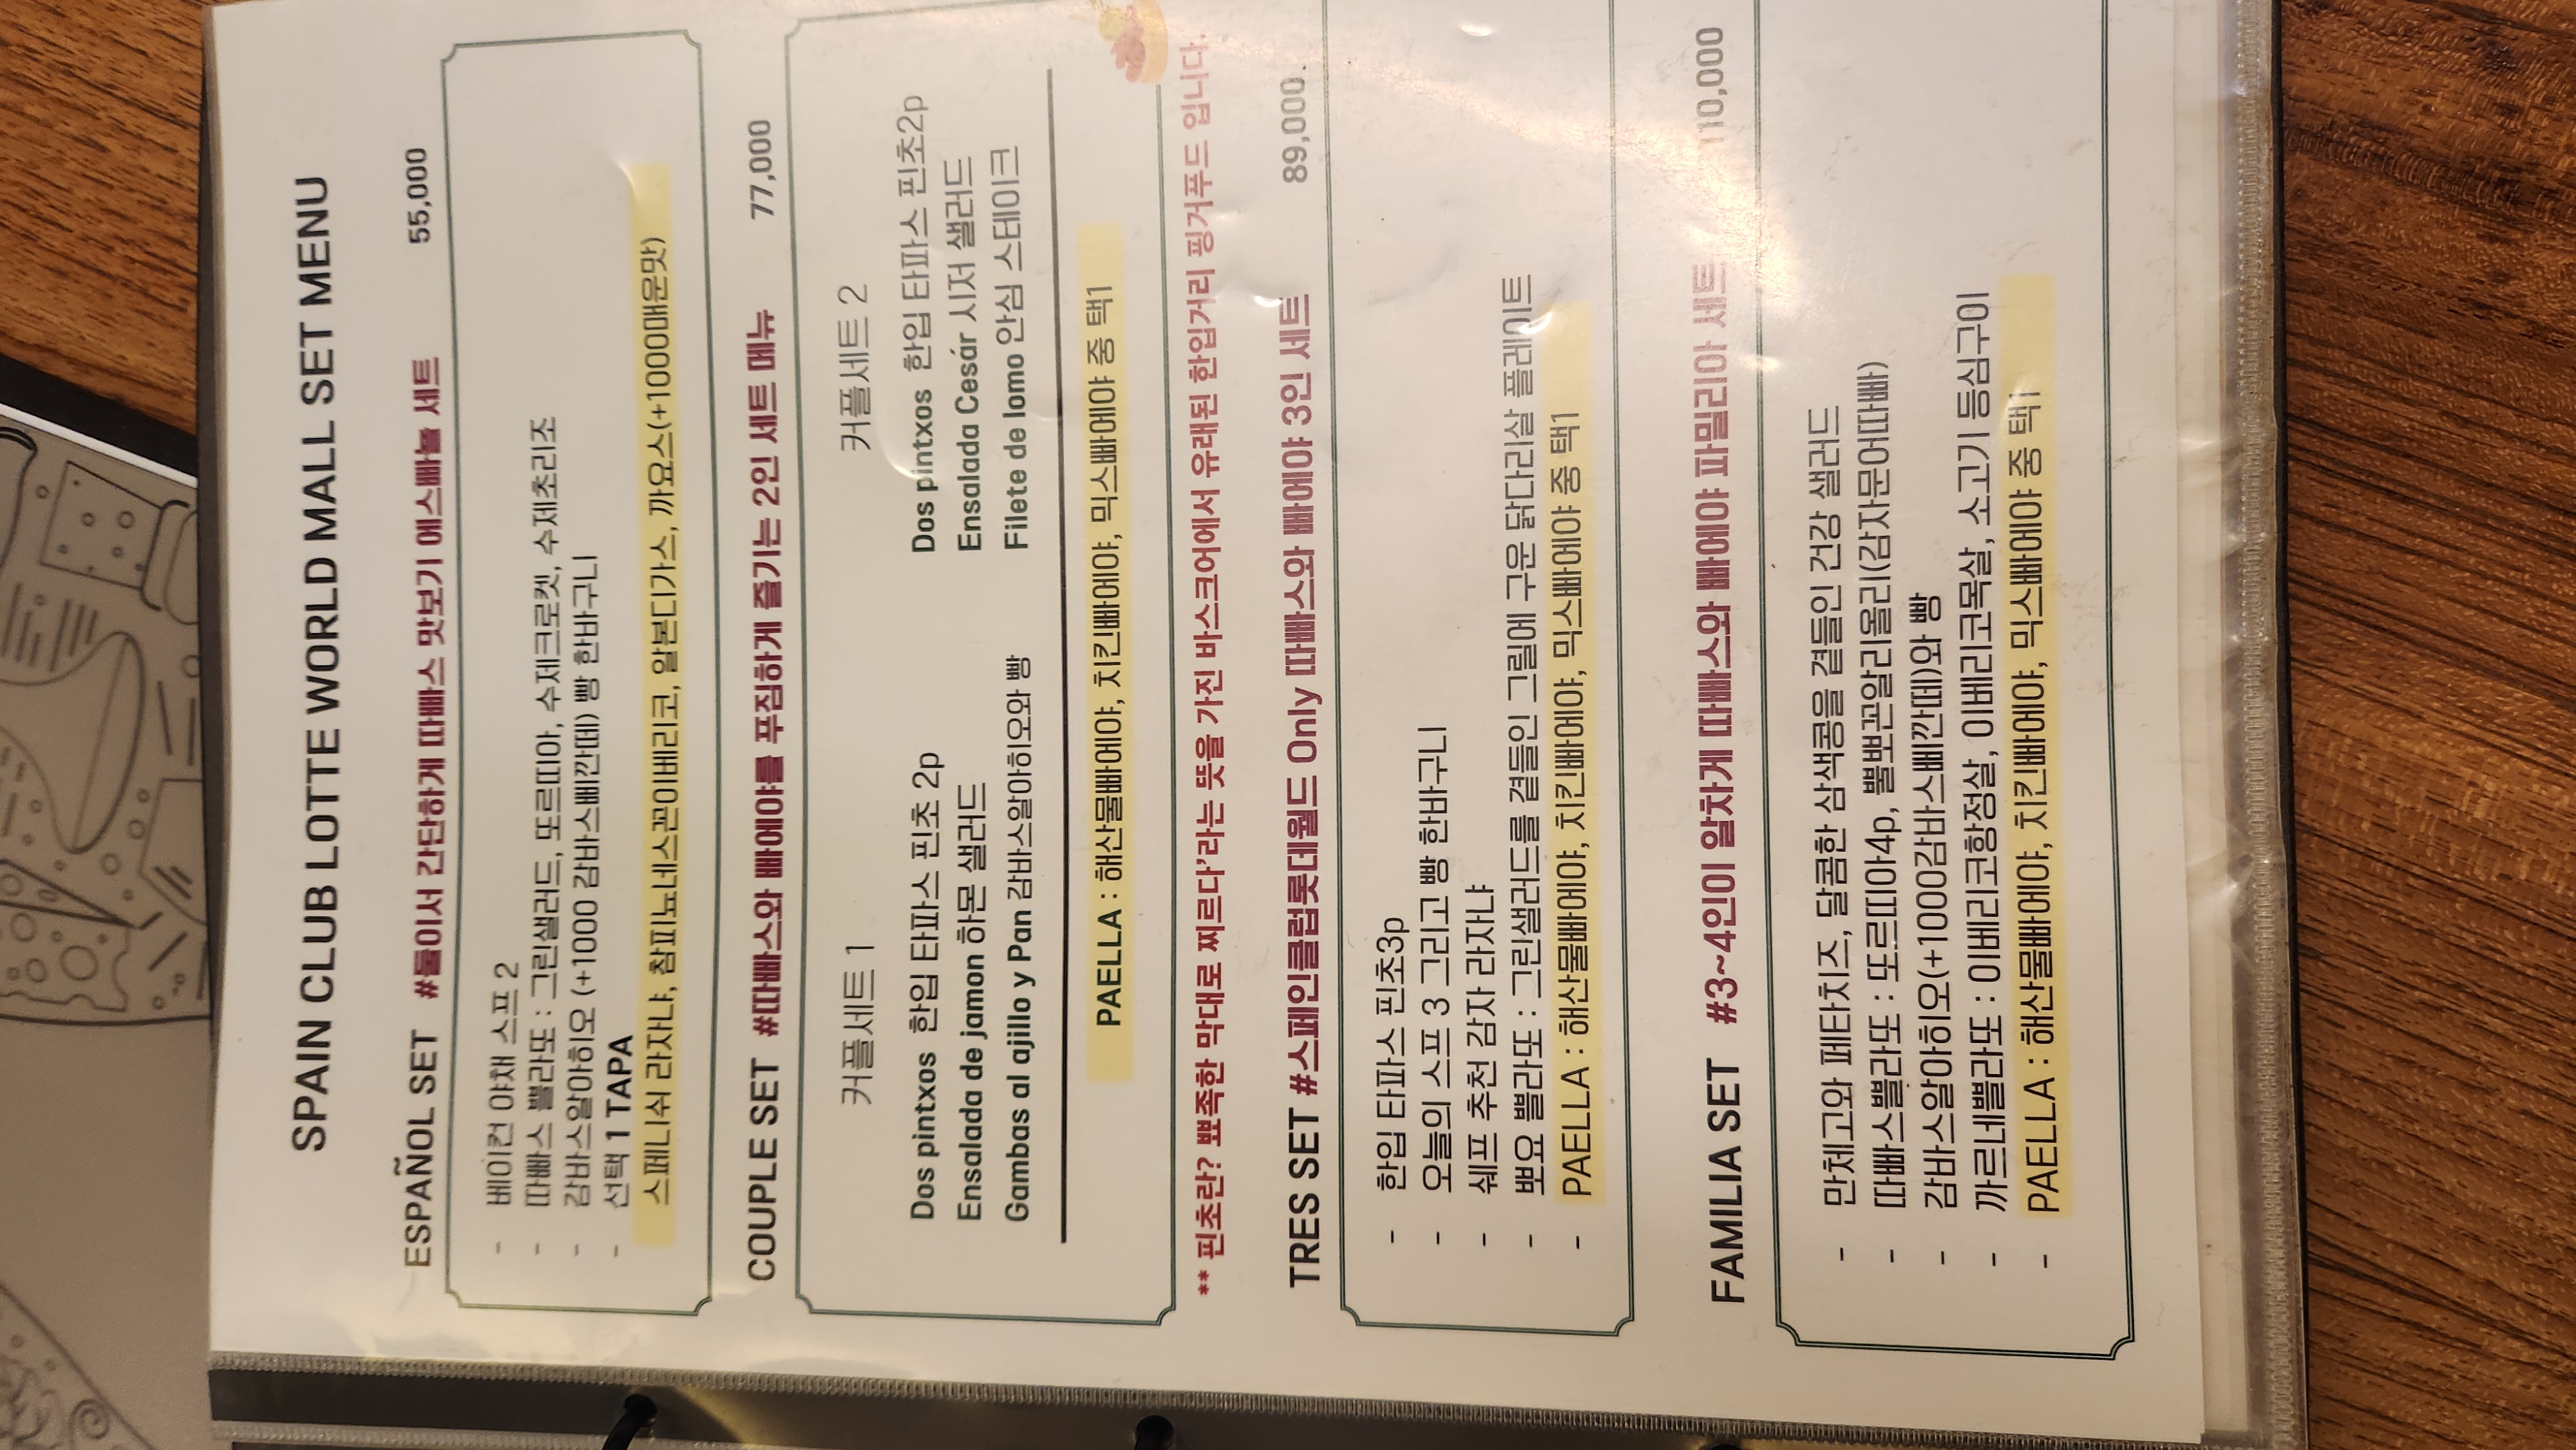 SPAIN CLUB LOTTE WORLD MALL SET MENU
ESPAÑOL SET #둘이서 간단하게 따빠스 맛보기 에스빠뇰 세트 55,000
- 베이컨 야채 스프 2
- 따빠스 쁠라또 : 그린샐러드, 또르띠아, 수제크로켓, 수제초리조
- 감바스알아히오 (+1000 감바스삐깐떼) 빵 한바구니
- 선택 1 TAPA
스페니쉬 라자냐, 참피뇨네스꼰이베리코, 알본디가스, 까요스(+1000매운맛)
COUPLE SET #따빠스와 빠에야를 푸짐하게 즐기는 2인 세트 메뉴 77,000
커플세트 1
Dos pintxos 한입 타파스 핀초 2p
Ensalada de jamon 하몬 샐러드
Gambas al ajillo y Pan 감바스알아히오와 빵
커플세트 2
Dos pintxos 한입 타파스 핀초2p
Ensalada Cesár 시저 샐러드
Filete de lomo 안심 스테이크
PAELLA : 해산물빠에야, 치킨빠에야, 믹스빠에야 중 택1
** 핀초란? 뾰족한 막대로 찌르다'라는 뜻을 가진 바스크어에서 유래된 한입거리 핑거푸드 입니다.
TRES SET #스페인클럽롯데월드 Only 따빠스와 빠에야 3인 세트 89,000.
- 한입 타파스 핀초3p
- 오늘의 스프 3 그리고 빵 한바구니
- 쉐프 추천 감자 라자냐
- 뽀요 쁠라또 : 그린샐러드를 곁들인 그릴에 구운 닭다리살 플레이트
- PAELLA : 해산물빠에야, 치킨빠에야, 믹스빠에야 중 택1
FAMILIA SET #3~4인이 알차게 따빠스와 빠에야 파밀리아 세트 110,000
- 만체고와 페타치즈, 달콤한 삼색콩을 곁들인 건강 샐러드
- 따빠스쁠라또 : 또르띠아4p, 뿔뽀꼰알리올리(감자문어따빠)
- 감바스알아히오(+1000감바스삐깐떼)와 빵
- 까르네쁠라또 : 이베리코항정살, 이베리코목살, 소고기 등심구이
- PAELLA : 해산물빠에야, 치킨빠에야, 믹스빠에야 중 택1